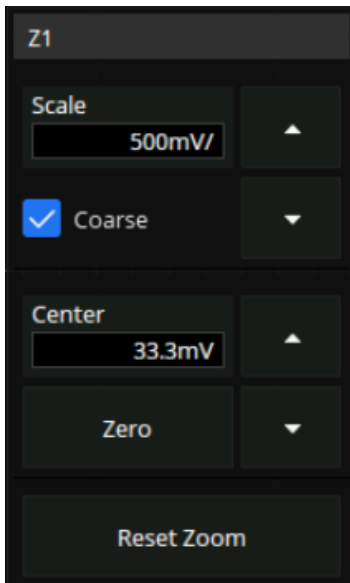 Z1
Scale
500mV/
Coarse
Center
33.3mV
Zero
Reset Zoom